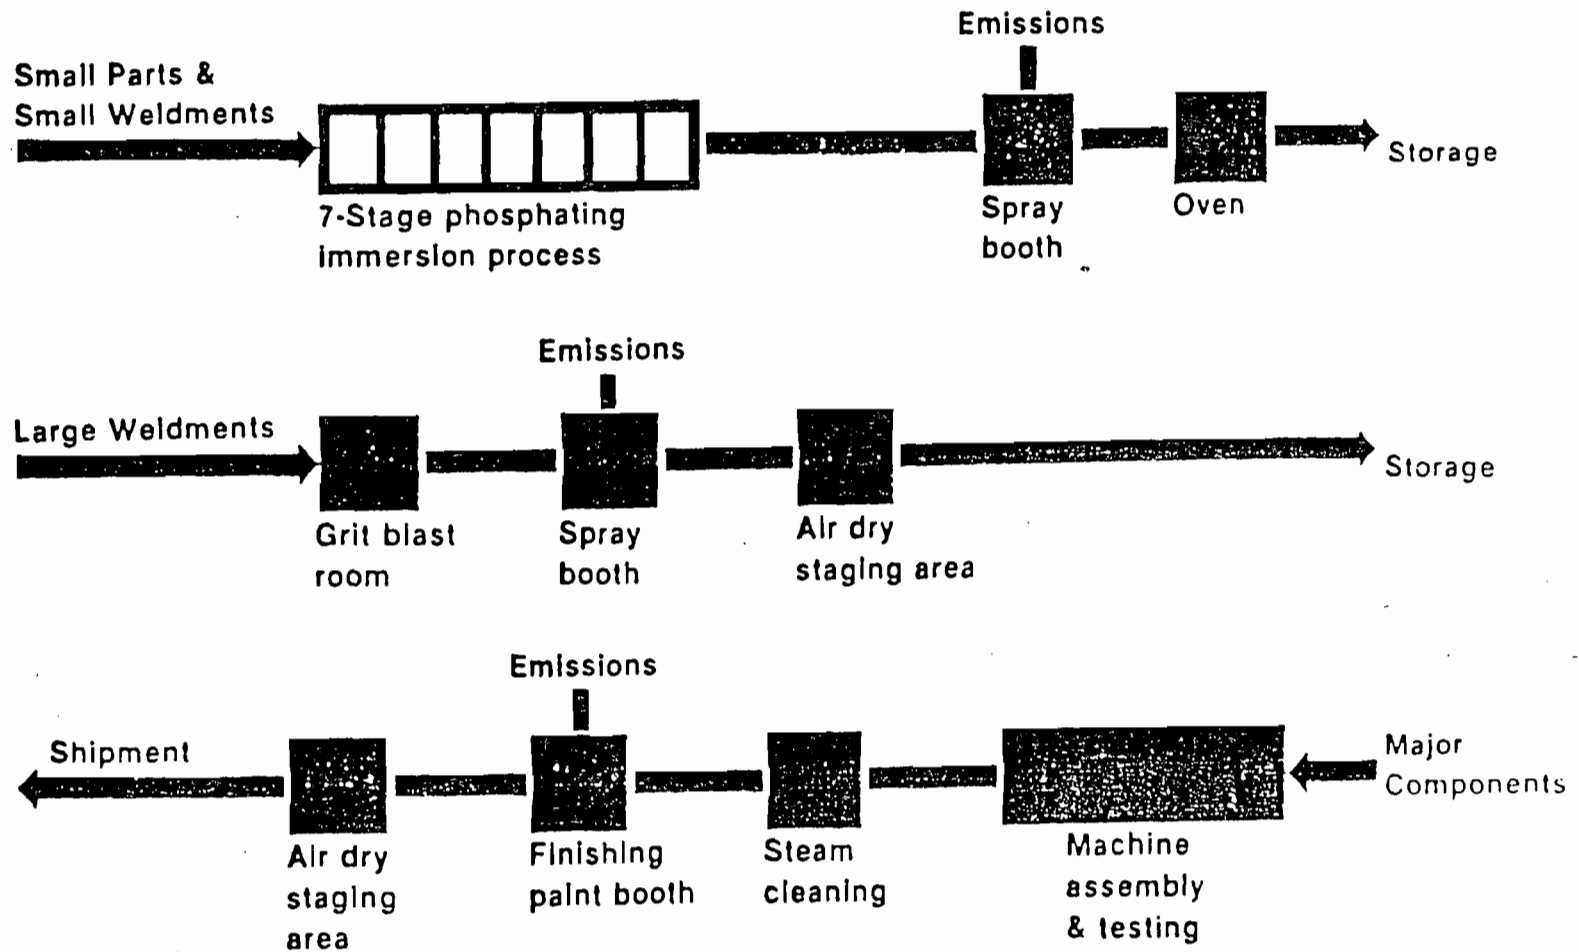 Emissions
Small Parts &
Small Weldments
7-Stage phosphating
immersion process
Spray
booth
Oven
Storage
Emissions
Large Weldments
Grit blast
room
Spray
booth
Air dry
staging area
Storage
Emissions
Shipment
Air dry
staging
area
Finishing
paint booth
Steam
cleaning
Machine
assembly
& testing
Major
Components